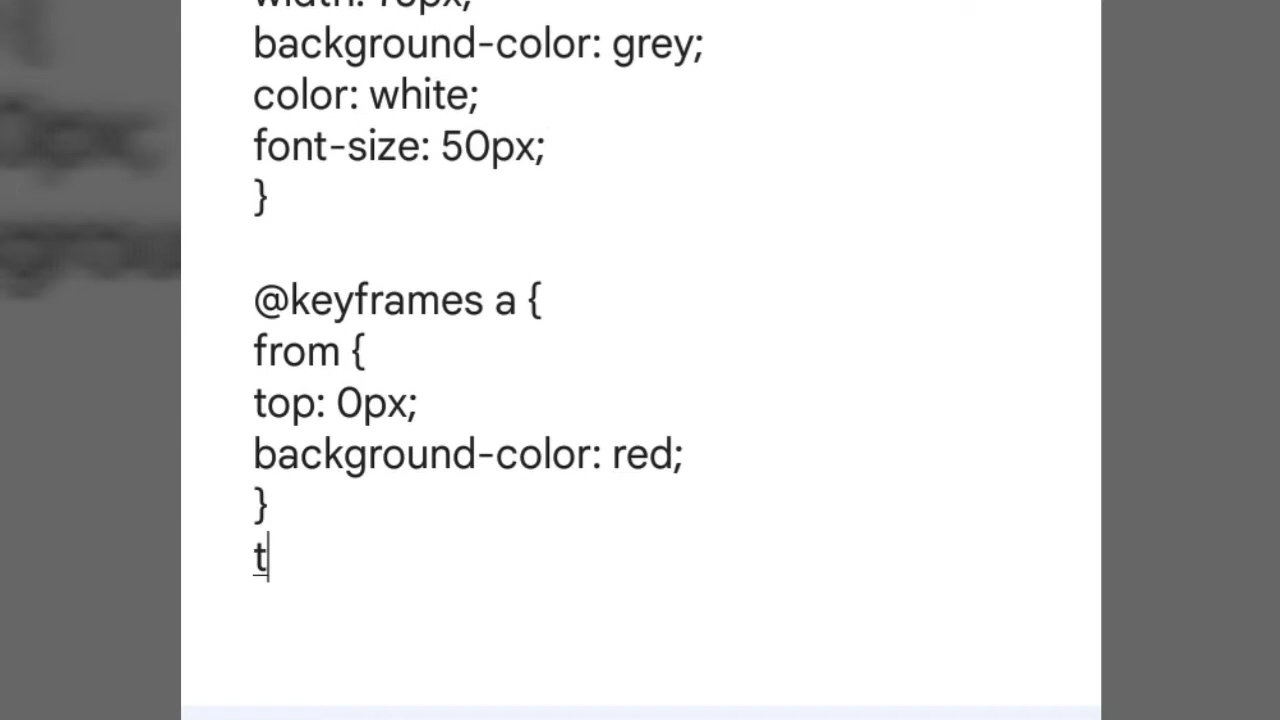 background-color: grey;
color: white;
font-size: 50px;
}
@keyframes a {
from {
top: 0px;
background-color: red;
}
t